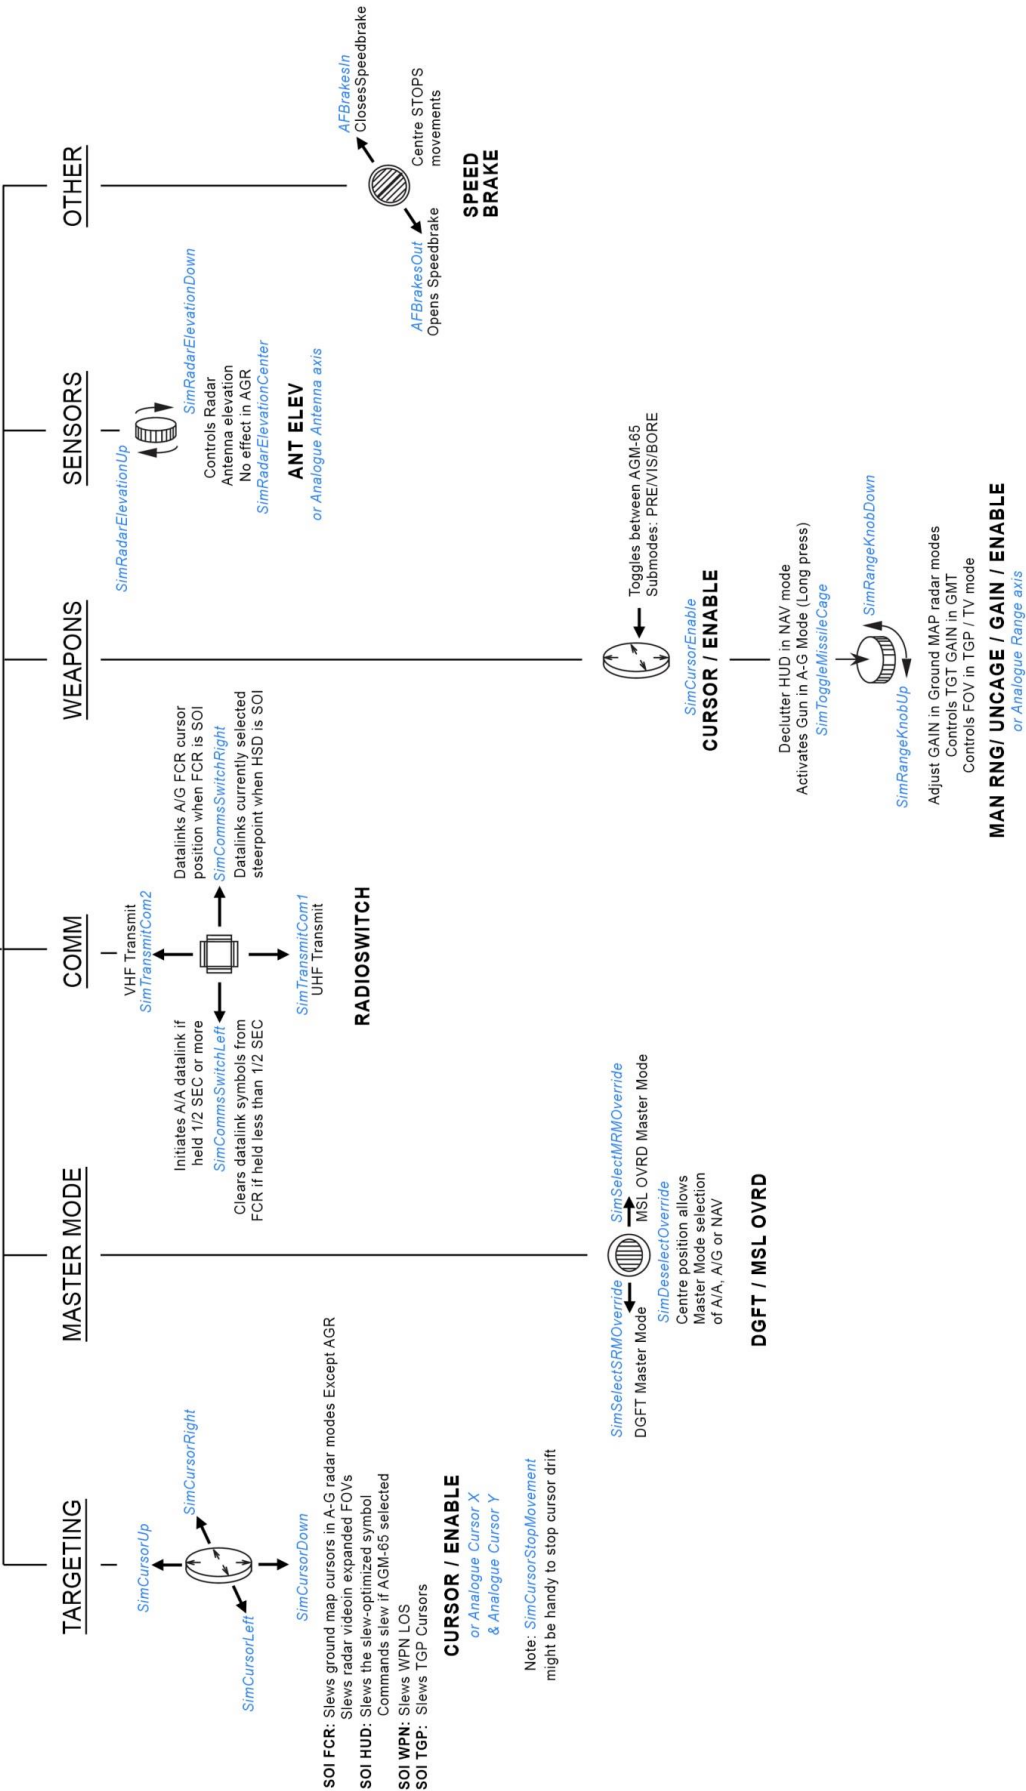 TARGETING
SimCursorUp
SimCursorRight
SimCursorLeft
SimCursorDown
SOI FCR: Slews ground map cursors in A-G radar modes Except AGR
Slews radar videoin expanded FOVs
SOI HUD: Slews the slew-optimized symbol
Commands slew if AGM-65 selected
SOI WPN: Slews WPN LOS
SOI TGP: Slews TGP Cursors
CURSOR / ENABLE
or Analogue Cursor X
& Analogue Cursor Y
Note: SimCursorStopMovement
might be handy to stop cursor drift
MASTER MODE
SimSelectSRMOverride
DGFT Master Mode
SimSelectMRMOverride
MSL OVRD Master Mode
SimDeselectOverride
Centre position allows
Master Mode selection
of A/A, A/G or NAV
DGFT / MSL OVRD
COMM
VHF Transmit
SimTransmitCom2
Initiates A/A datalink if
held 1/2 SEC or more
SimCommsSwitchLeft
Clears datalink symbols from
FCR if held less than 1/2 SEC
Datalinks A/G FCR cursor
position when FCR is SOI
SimCommsSwitchRight
Datalinks currently selected
steerpoint when HSD is SOI
SimTransmitCom1
UHF Transmit
RADIOSWITCH
WEAPONS
Toggles between AGM-65
Submodes: PRE/VIS/BORE
SimCursorEnable
CURSOR / ENABLE
Declutter HUD in NAV mode
Activates Gun in A-G Mode (Long press)
SimToggleMissileCage
SimRangeKnobUp
SimRangeKnobDown
Adjust GAIN in Ground MAP radar modes
Controls TGT GAIN in GMT
Controls FOV in TGP / TV mode
MAN RNG/ UNCAGE / GAIN / ENABLE
or Analogue Range axis
SENSORS
SimRadarElevationUp
SimRadarElevationDown
Controls Radar
Antenna elevation
No effect in AGR
SimRadarElevationCenter
ANT ELEV
or Analogue Antenna axis
OTHER
AFBrakesIn
ClosesSpeedbrake
AFBrakesOut
Opens Speedbrake
Centre STOPS
movements
SPEED
BRAKE